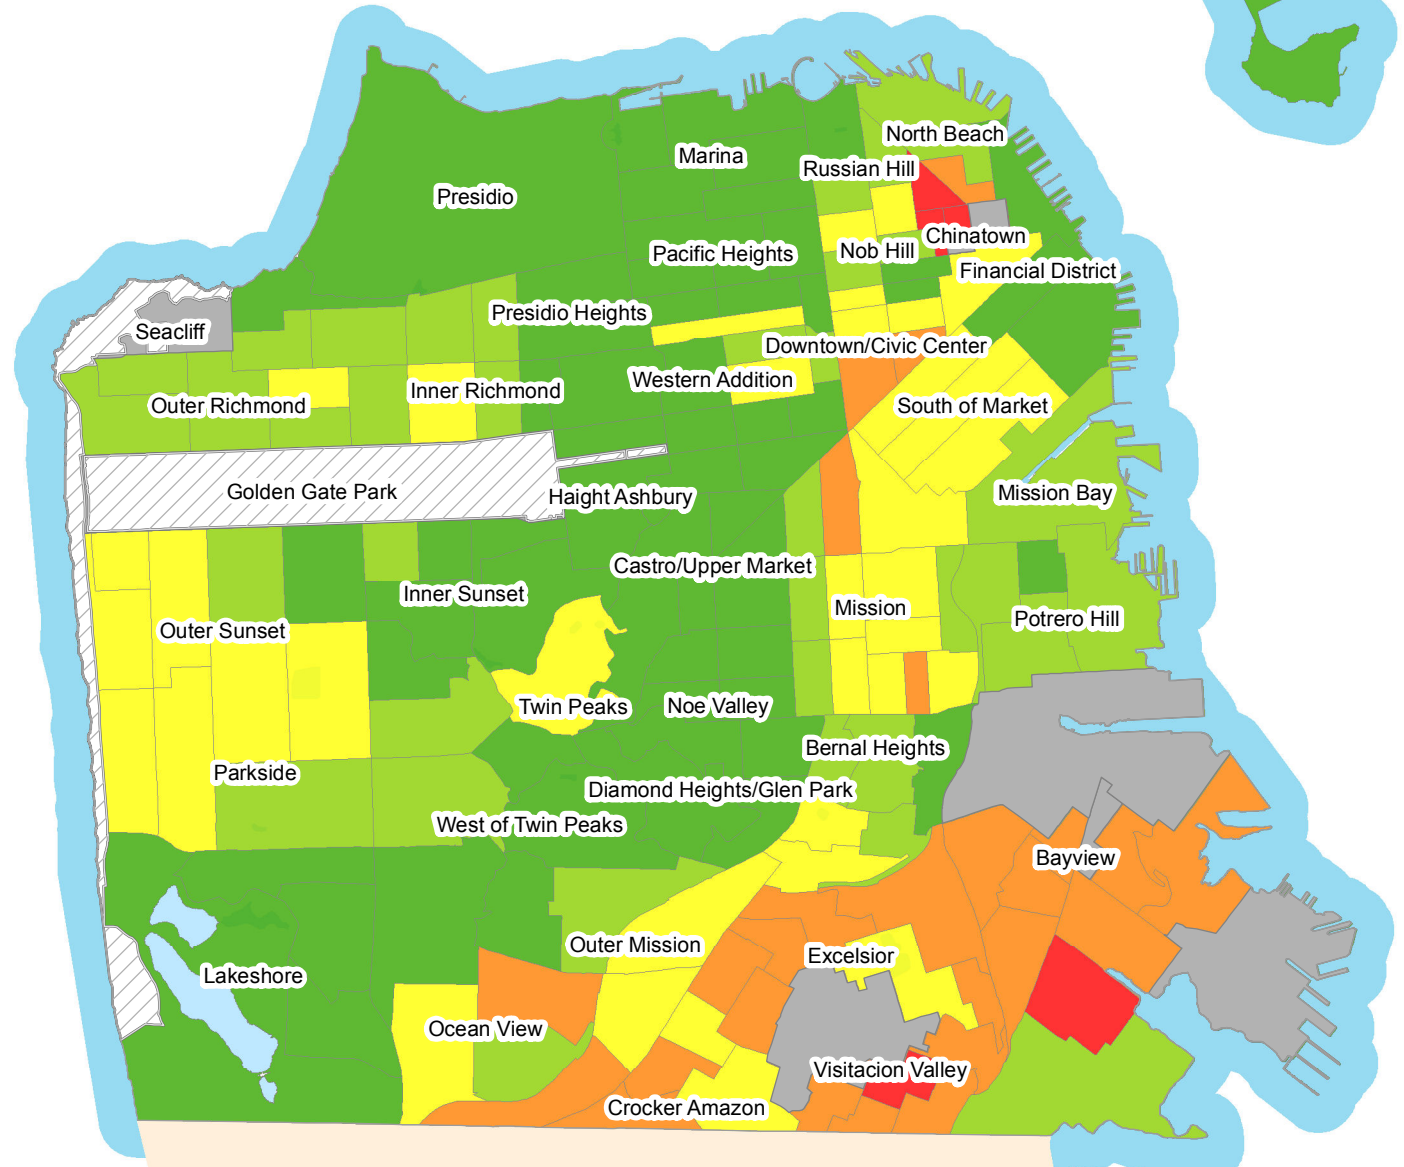 North Beach
Marina
Russian Hill
Presidio
Chinatown
Nob Hill
Pacific Heights
Financial District
Presidio Heights
Seacliff
Downtown/Civic Center
Western Addition
Inner Richmond
Outer Richmond
South of Market
Golden Gate Park
Mission Bay
Haight Ashbury
Castro/Upper Market
Inner Sunset
Mission
Potrero Hill
Outer Sunset
Twin Peaks
Noe Valley
Bernal Heights
Parkside
Diamond Heights/Glen Park
West of Twin Peaks
Bayview
Outer Mission
Excelsior
Lakeshore
Ocean View
Visitacion Valley
Crocker Amazon